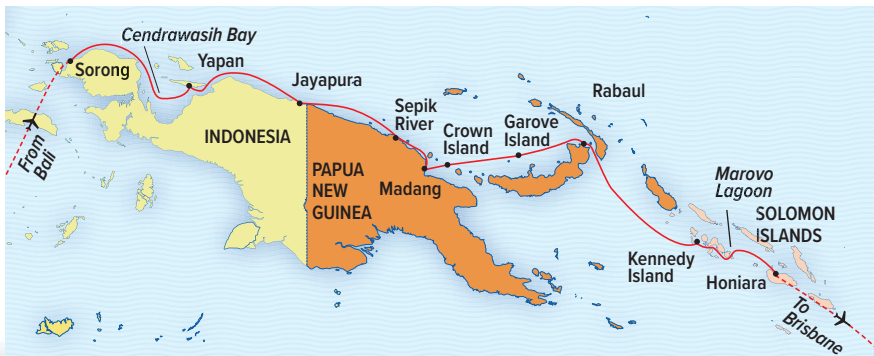 Cendrawasih Bay
Yapan
Sorong
Jayapura
From
Bali
INDONESIA
Sepik
River
Crown
Island
Garove
Island
Rabaul
PAPUA
NEW
GUINEA
Madang
Marovo
Lagoon
SOLOMON
ISLANDS
Kennedy
Island
Honiara
To
Brisbane